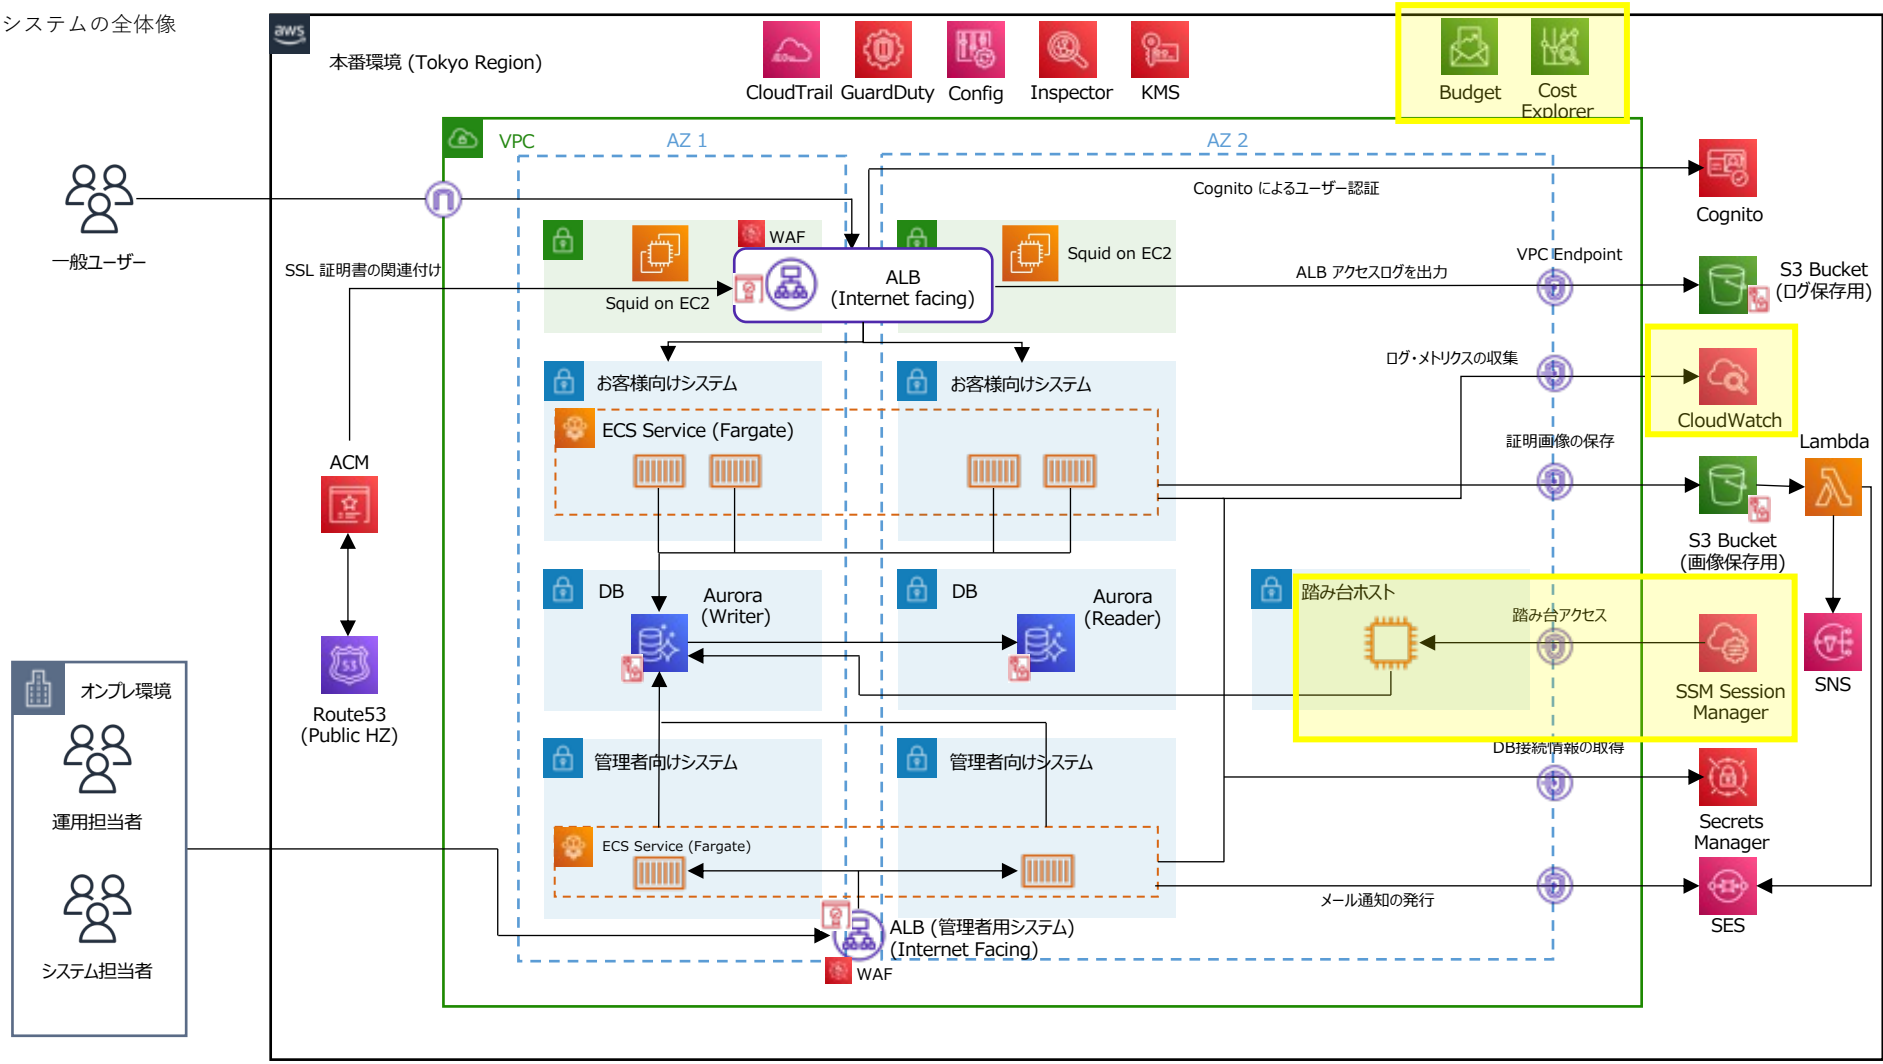 システムの全体像
aws
本番環境 (Tokyo Region)
CloudTrail
GuardDuty
Config
Inspector
KMS
Budget
Cost
Explorer
VPC
AZ 1
AZ 2
一般ユーザー
Cognito によるユーザー認証
Cognito
WAF
Squid on EC2
ALB
(Internet facing)
Squid on EC2
SSL 証明書の関連付け
ALB アクセスログを出力
VPC Endpoint
S3 Bucket
(ログ保存用)
お客様向けシステム
お客様向けシステム
ログ・メトリクスの収集
CloudWatch
ECS Service (Fargate)
証明画像の保存
Lambda
ACM
S3 Bucket
(画像保存用)
DB
Aurora
(Writer)
DB
Aurora
(Reader)
踏み台ホスト
踏み台アクセス
SSM Session
Manager
SNS
53
Route53
(Public HZ)
オンプレ環境
運用担当者
システム担当者
管理者向けシステム
管理者向けシステム
DB接続情報の取得
Secrets
Manager
ECS Service (Fargate)
メール通知の発行
SES
ALB (管理者用システム)
(Internet Facing)
WAF